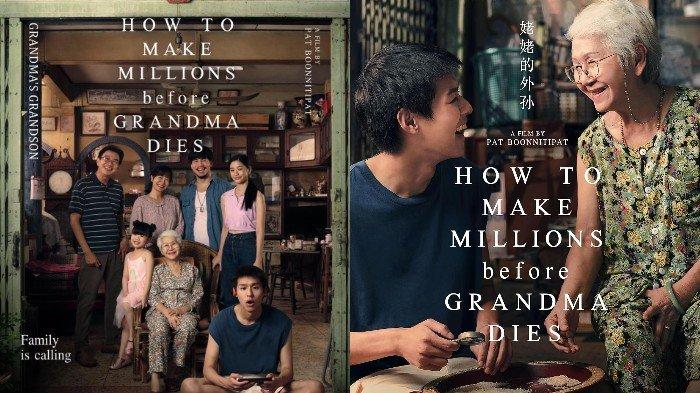 HOW TO
MAKE
MILLIONS
before
GRANDMA
DIES
GRANDMA'S GRANDSON
A FILM BY
PAT BOONNITIPAT
Family
is calling
姥姥的外孙
A FILM BY
PAT BOONNITIPAT
HOW TO
MAKE
MILLIONS
before
GRANDMA
DIES